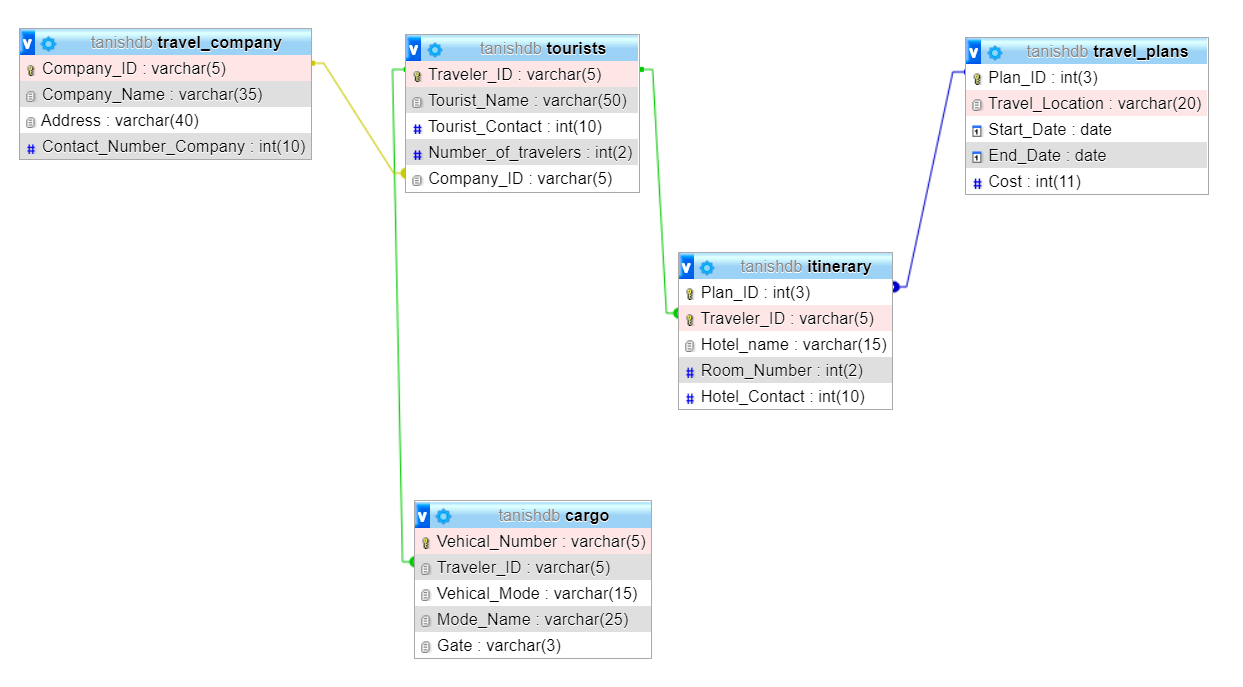 v tanishdb travel_company
Company_ID : varchar(5)
Company_Name : varchar(35)
Address : varchar(40)
# Contact_Number_Company : int(10)
v tanishdb tourists
Traveler_ID : varchar(5)
Tourist_Name : varchar(50)
# Tourist_Contact : int(10)
# Number_of_travelers : int(2)
Company_ID : varchar(5)
v tanishdb travel_plans
Plan_ID : int(3)
Travel_Location : varchar(20)
Start_Date : date
End_Date : date
# Cost : int(11)
v tanishdb itinerary
Plan_ID : int(3)
Traveler_ID : varchar(5)
Hotel_name : varchar(15)
# Room_Number : int(2)
# Hotel_Contact : int(10)
v tanishdb cargo
Vehical_Number : varchar(5)
Traveler_ID : varchar(5)
Vehical_Mode : varchar(15)
Mode_Name : varchar(25)
Gate : varchar(3)